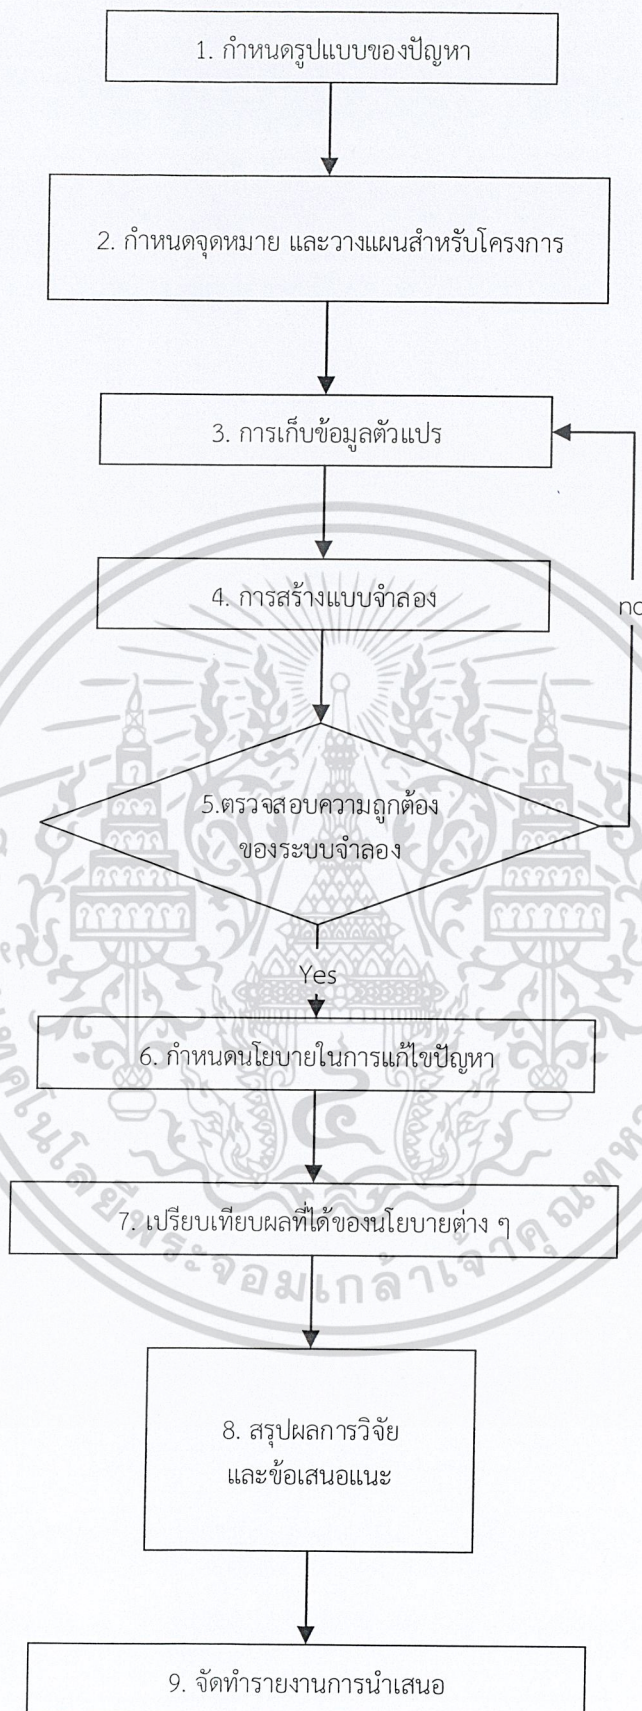 1. กำหนดรูปแบบของปัญหา
2. กำหนดจุดหมาย และวางแผนสำหรับโครงการ
3. การเก็บข้อมูลตัวแปร
4. การสร้างแบบจำลอง
no
5.ตรวจสอบความถูกต้อง
ของระบบจำลอง
Yes
6. กำหนดนโยบายในการแก้ไขปัญหา
7. เปรียบเทียบผลที่ได้ของนโยบายต่าง ๆ
8. สรุปผลการวิจัย
และข้อเสนอแนะ
9. จัดทำรายงานการนำเสนอ